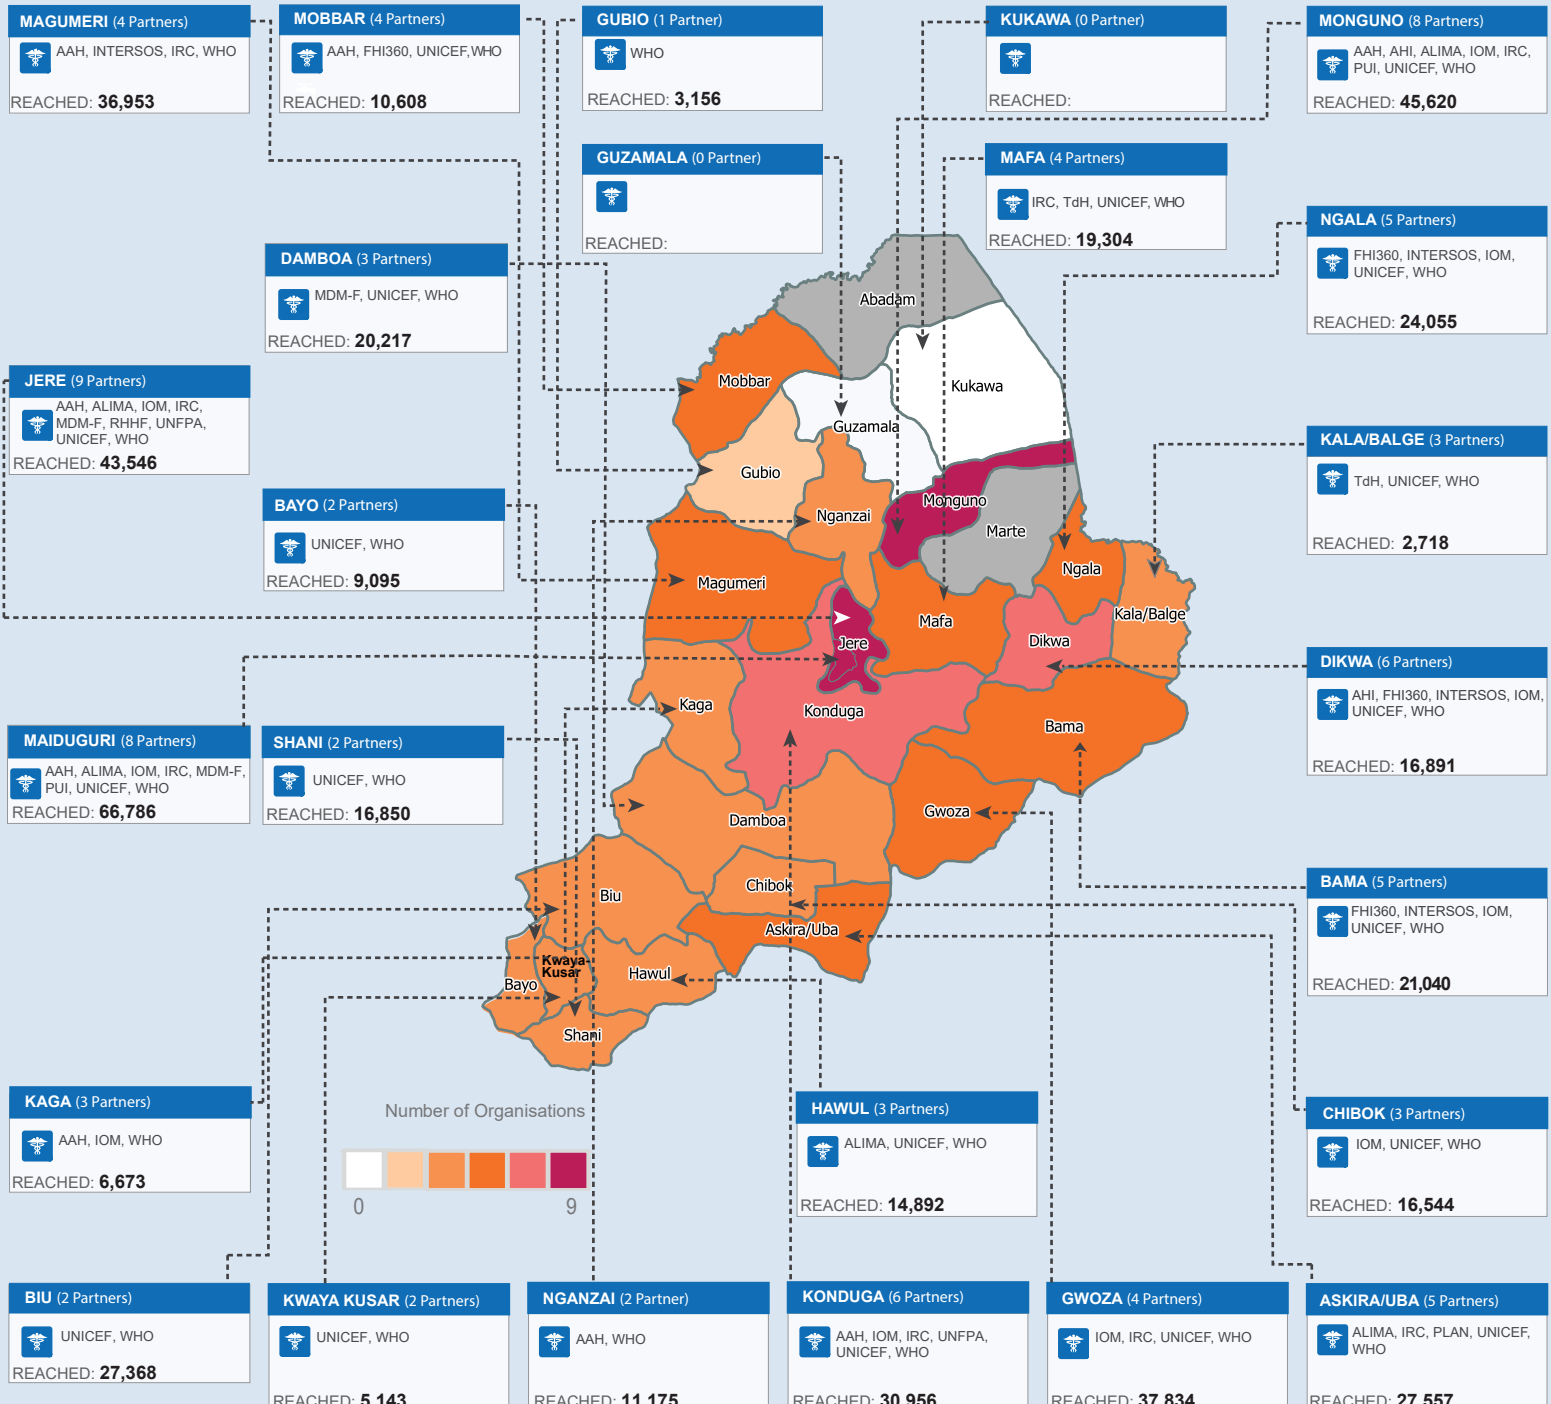 MAGUMERI (4 Partners)
AAH, INTERSOS, IRC, WHO
REACHED: 36,953
MOBBAR (4 Partners)
AAH, FHI360, UNICEF,WHO
REACHED: 10,608
GUBIO (1 Partner)
WHO
REACHED: 3,156
KUKAWA (0 Partner)
REACHED:
MONGUNO (8 Partners)
AAH, AHI, ALIMA, IOM, IRC,
PUI, UNICEF, WHO
REACHED: 45,620
GUZAMALA (0 Partner)
REACHED:
MAFA (4 Partners)
IRC, TdH, UNICEF, WHO
REACHED: 19,304
NGALA (5 Partners)
FHI360, INTERSOS, IOM,
UNICEF, WHO
REACHED: 24,055
DAMBOA (3 Partners)
MDM-F, UNICEF, WHO
REACHED: 20,217
JERE (9 Partners)
AAH, ALIMA, IOM, IRC,
MDM-F, RHHF, UNFPA,
UNICEF, WHO
REACHED: 43,546
KALA/BALGE (3 Partners)
TdH, UNICEF, WHO
REACHED: 2,718
BAYO (2 Partners)
UNICEF, WHO
REACHED: 9,095
DIKWA (6 Partners)
AHI, FHI360, INTERSOS, IOM,
UNICEF, WHO
REACHED: 16,891
MAIDUGURI (8 Partners)
AAH, ALIMA, IOM, IRC, MDM-F,
PUI, UNICEF, WHO
REACHED: 66,786
SHANI (2 Partners)
UNICEF, WHO
REACHED: 16,850
BAMA (5 Partners)
FHI360, INTERSOS, IOM,
UNICEF, WHO
REACHED: 21,040
Abadam
Mobbar
Kukawa
Guzamala
Gubio
Monguno
Nganzai
Marte
Ngala
Magumeri
Kala/Balge
Mafa
Dikwa
Jere
Kaga
Konduga
Bama
Gwoza
Damboa
Chibok
Biu
Askira/Uba
Kwaya-
Kusar
Hawul
Bayo
Shani
KAGA (3 Partners)
AAH, IOM, WHO
REACHED: 6,673
Number of Organisations
0 9
HAWUL (3 Partners)
ALIMA, UNICEF, WHO
REACHED: 14,892
CHIBOK (3 Partners)
IOM, UNICEF, WHO
REACHED: 16,544
BIU (2 Partners)
UNICEF, WHO
REACHED: 27,368
KWAYA KUSAR (2 Partners)
UNICEF, WHO
REACHED: 5,143
NGANZAI (2 Partner)
AAH, WHO
REACHED: 11,175
KONDUGA (6 Partners)
AAH, IOM, IRC, UNFPA,
UNICEF, WHO
REACHED: 30,956
GWOZA (4 Partners)
IOM, IRC, UNICEF, WHO
REACHED: 37,834
ASKIRA/UBA (5 Partners)
ALIMA, IRC, PLAN, UNICEF,
WHO
REACHED: 27,557